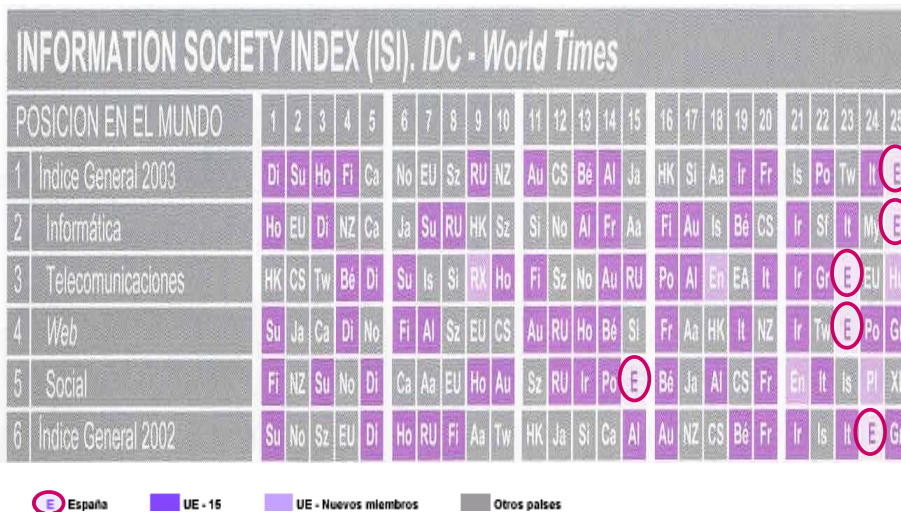 INFORMATION SOCIETY INDEX (ISI). IDC - World Times
POSICION EN EL MUNDO 1 2 3 4 5 6 7 8 9 10 11 12 13 14 15 16 17 18 19 20 21 22 23 24 25
1 Índice General 2003 Di Su Ho Fi Ca No EU Sz RU NZ Au CS Bé Al Ja HK Si Aa Ir Fr Is Po Tw It E
2 Informática Ho EU Di NZ Ca Ja Su RU HK Sz Si No Al Fr Aa Fi Au Is Bé CS Ir Sf It My E
3 Telecomunicaciones HK CS Tw Bé Di Su Is Si RX Ho Fi Sz No Au RU Po Al En EA It Ir Gr E EU Hu
4 Web Su Ja Ca Di No Fi Al Sz EU CS Au RU Ho Bé Si Fr Aa HK It NZ Ir Tw E Po Gr
5 Social Fi NZ Su No Di Ca Aa EU Ho Au Sz RU Ir Po E Bé Ja Al CS Fr En It Is Pl
6 Índice General 2002 Su No Sz EU Di Ho RU Fi Aa Tw HK Ja Si Ca Al Au NZ CS Bé Fr Ir Is It E
E España UE - 15 UE - Nuevos miembros Otros países